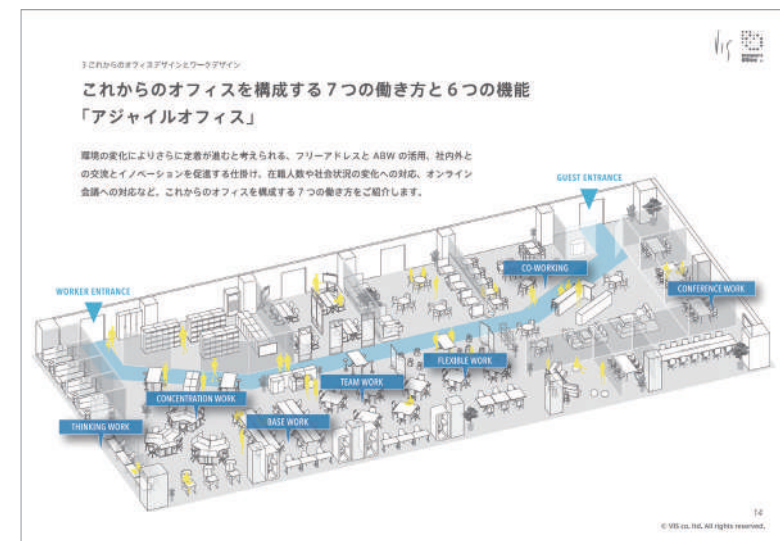 3 これからのオフィスデザインとワークデザイン
Vis
これからのオフィスを構成する7つの働き方と6つの機能
「アジャイルオフィス」
環境の変化によりさらに定着が進むと考えられる、フリーアドレスと ABW の活用、社内外と
の交流とイノベーションを促進する仕掛け、在籍人数や社会状況の変化への対応、オンライン
会議への対応など、これからのオフィスを構成する7つの働き方をご紹介します。
GUEST ENTRANCE
CO-WORKING
WORKER ENTRANCE
CONFERENCE WORK
FLEXIBLE WORK
TEAM WORK
CONCENTRATION WORK
BASE WORK
THINKING WORK
14
© VIS co. ltd. All rights reserved.